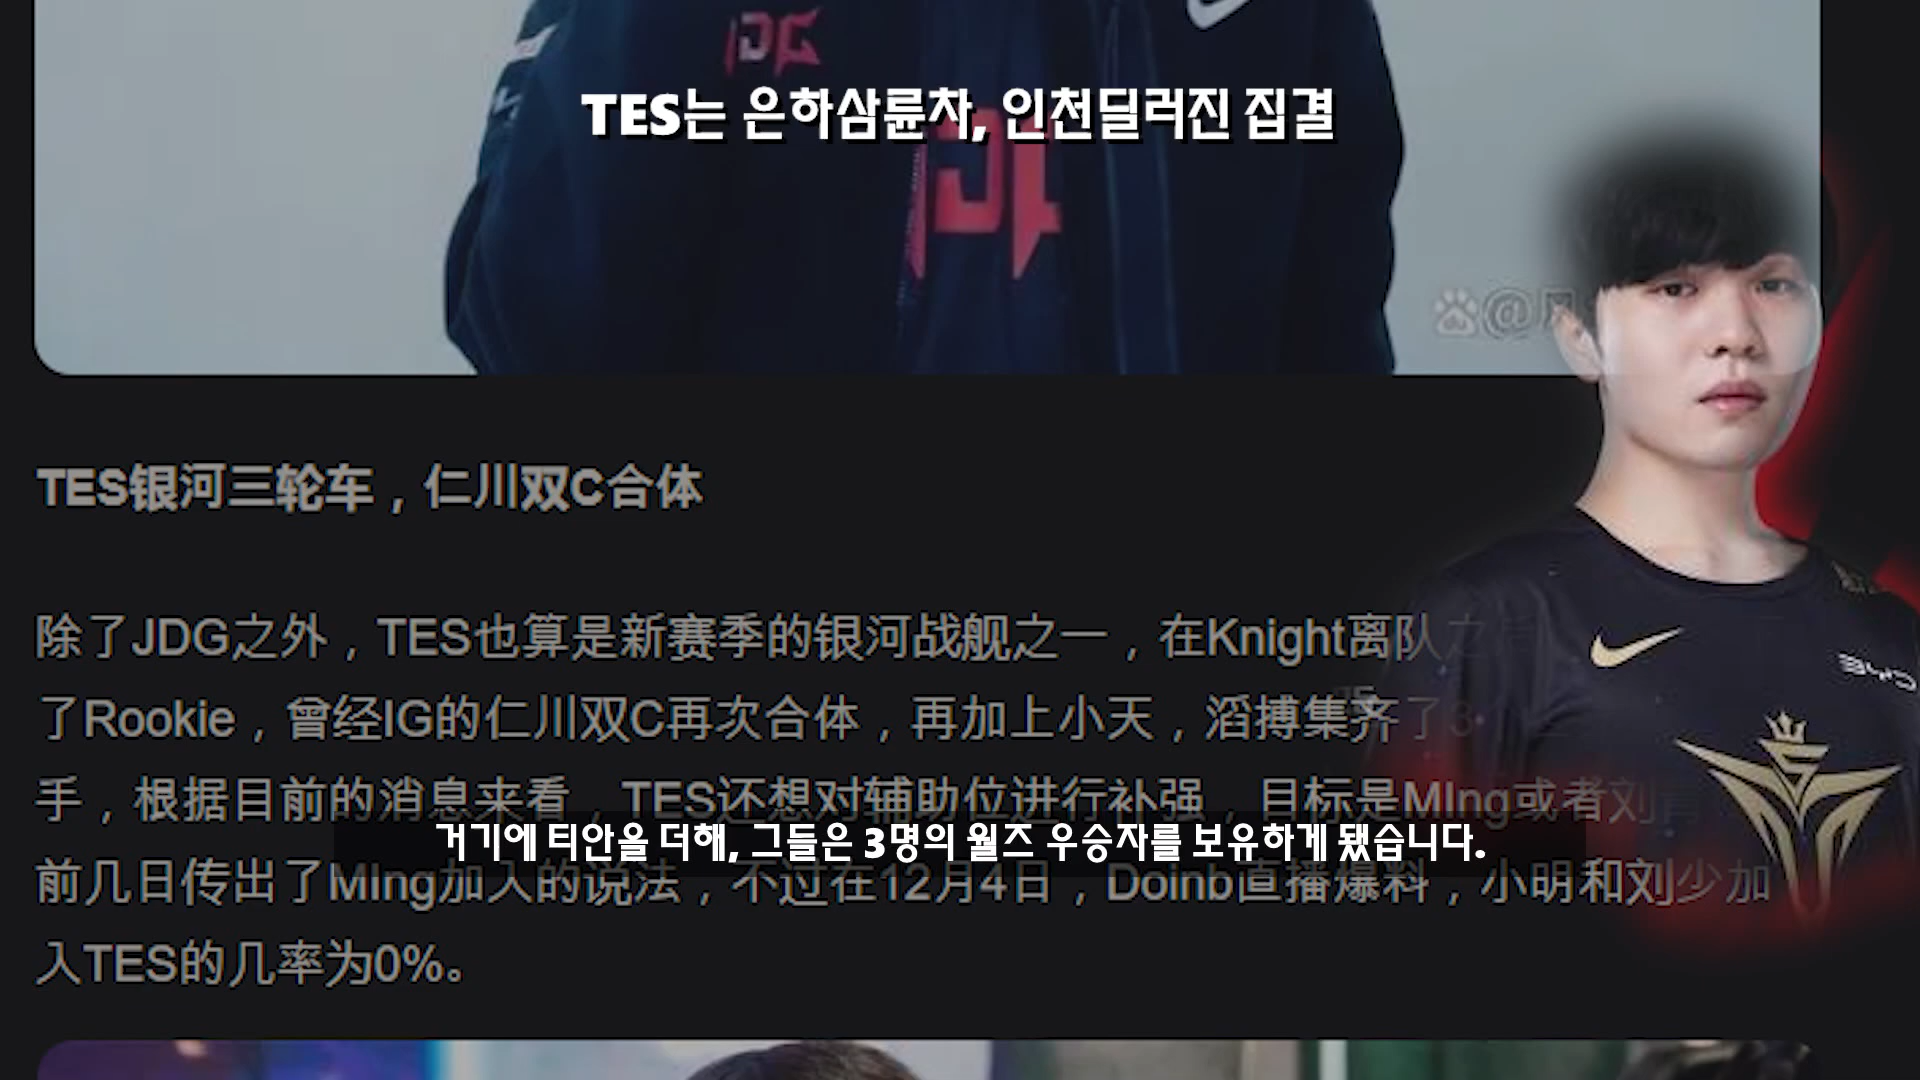 JDG
TES는 은하삼륜차, 인천딜러진 집결
TES银河三轮车，仁川双C合体
除了JDG之外，TES也算是新赛季的银河战舰之一，在Knight离队之
了Rookie，曾经IG的仁川双C再次合体，再加上小天，滔搏集齐了3
手，根据目前的消息来看，TES还想对辅助位进行补强，目标是MIng或者刘青
거기에 티안을 더해, 그들은 3명의 월즈 우승자를 보유하게 됐습니다.
前几日传出了MIng加入的说法，不过在12月4日，Doinb直播爆料，小明和刘少加
入TES的几率为0%。
BYD